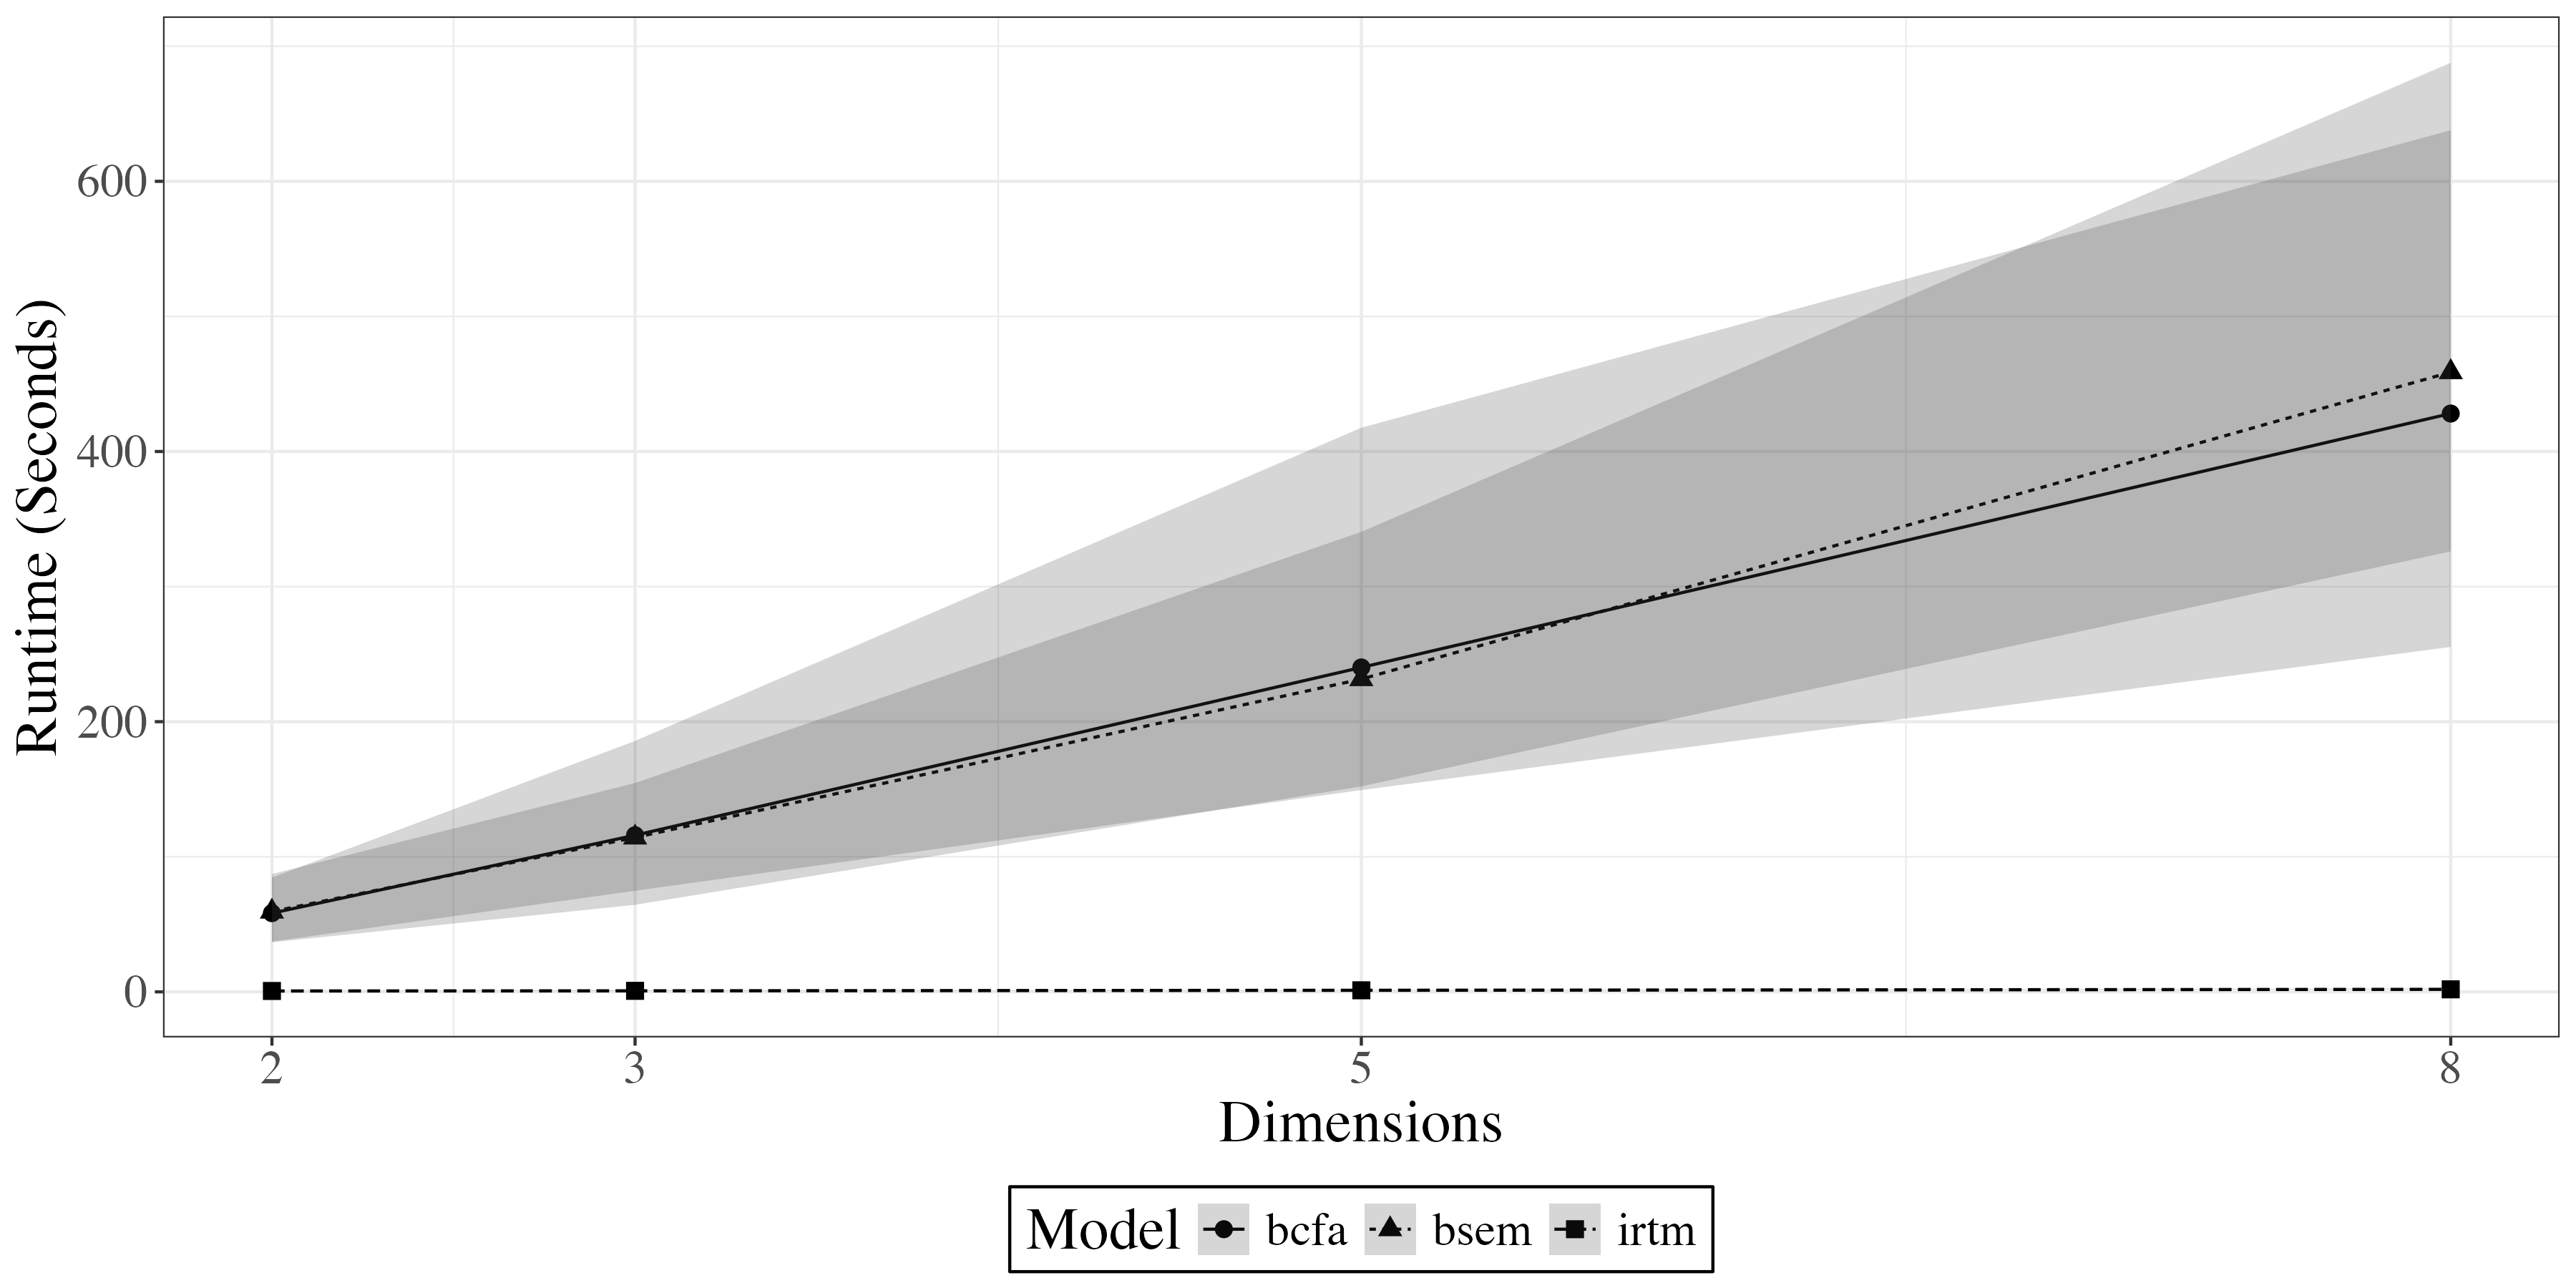 Runtime (Seconds)
600
400
200
0
2 3 5 8
Dimensions
Model bcfa bsem irtm